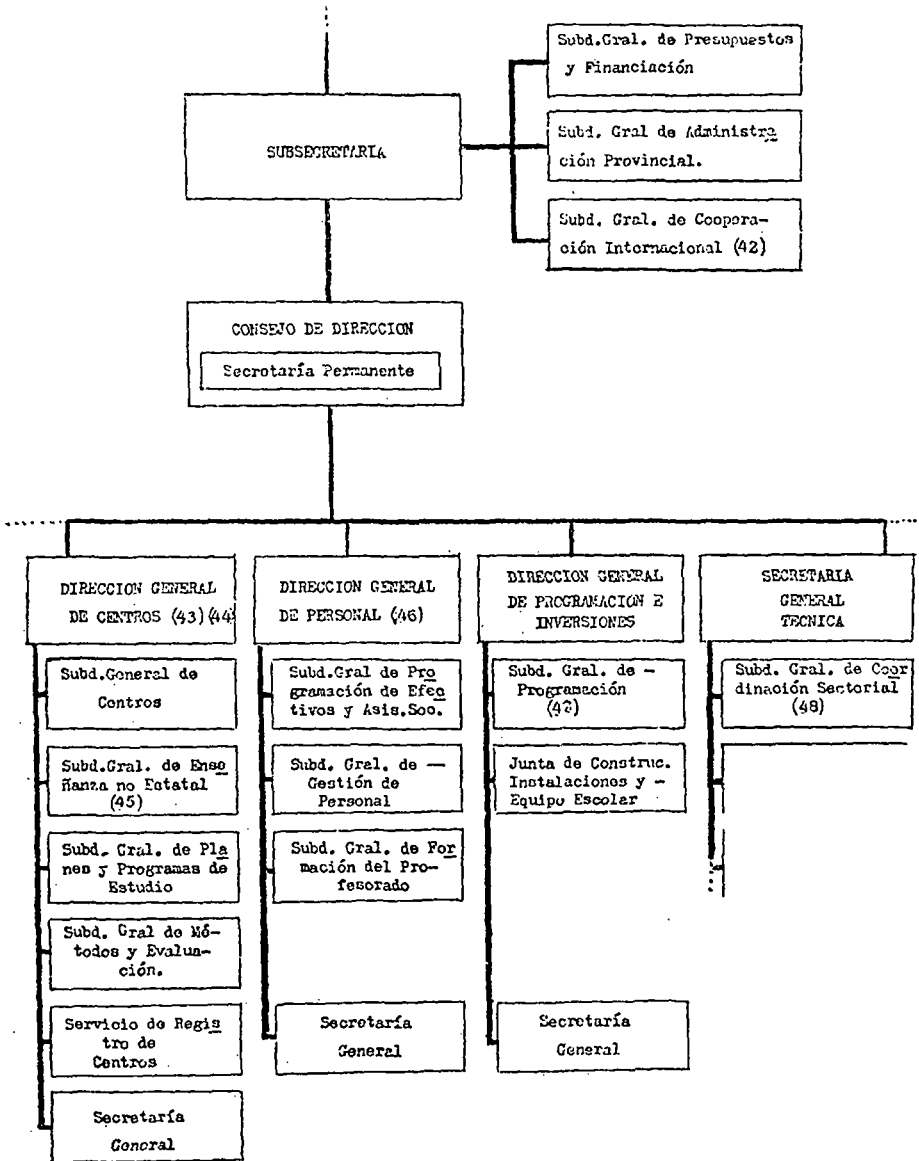 Subd.Gral. de Presupuestos
y Financiación
SUBSECRETARIA
Subd. Gral de Administra
ción Provincial.
Subd. Gral. de Coopera-
ción Internacional (42)
CONSEJO DE DIRECCION
Secretaría Permanente
DIRECCION GENERAL
DE CENTROS (43)(44)
Subd.General de
Centros
Subd.Gral. de Ense
ñanza no Estatal
(45)
Subd. Gral. de Pla
nes y Programas de
Estudio
Subd. Gral de Mé-
todos y Evalua-
ción.
Servicio de Regis
tro de
Centros
Secretaría
General
DIRECCION GENERAL
DE PERSONAL (46)
Subd.Gral de Pro
gramación de Efec
tivos y Asis.Soc.
Subd. Gral. de —
Gestión de
Personal
Subd. Gral. de For
mación del Pro-
fesorado
Secretaría
General
DIRECCION GENERAL
DE PROGRAMACION E
INVERSIONES
Subd. Gral. de —
Programación
(47)
Junta de Construc.
Instalaciones y —
Equipo Escolar
Secretaría
General
SECRETARIA
GENERAL
TECNICA
Subd. Gral. de Coor
dinación Sectorial
(48)